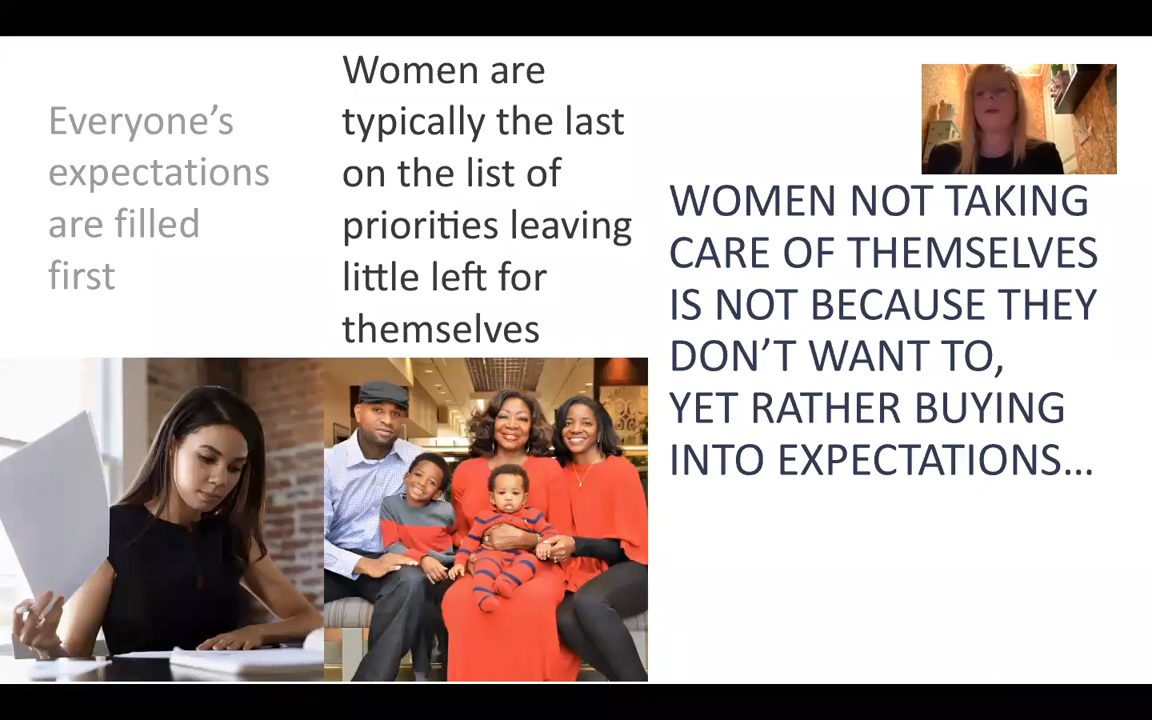 Everyone’s
expectations
are filled
first
Women are
typically the last
on the list of
priorities leaving
little left for
themselves
WOMEN NOT TAKING
CARE OF THEMSELVES
IS NOT BECAUSE THEY
DON’T WANT TO,
YET RATHER BUYING
INTO EXPECTATIONS…